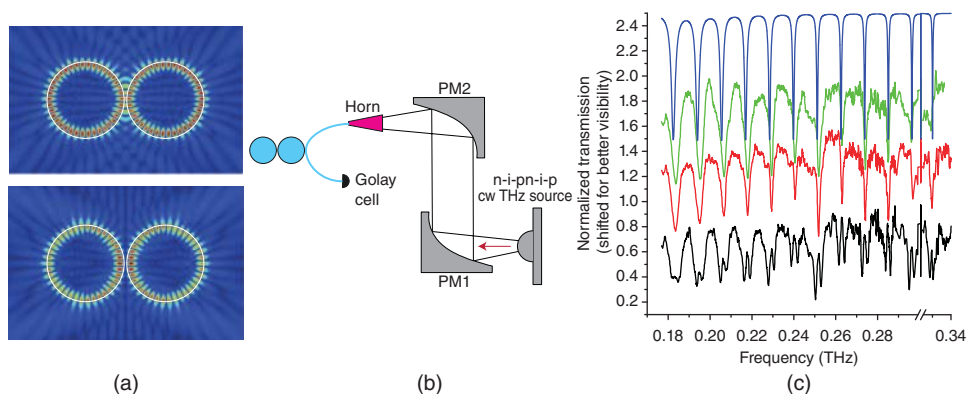 PM2
Horn
Golay
cell
n-i-pn-i-p
cw THz source
PM1
Normalized transmission
(shifted for better visibility)
2.4
2.2
2.0
1.8
1.6
1.4
1.2
1.0
0.8
0.6
0.4
0.2
0.18 0.20 0.22 0.24 0.26 0.28 0.34
Frequency (THz)
(a) (b) (c)